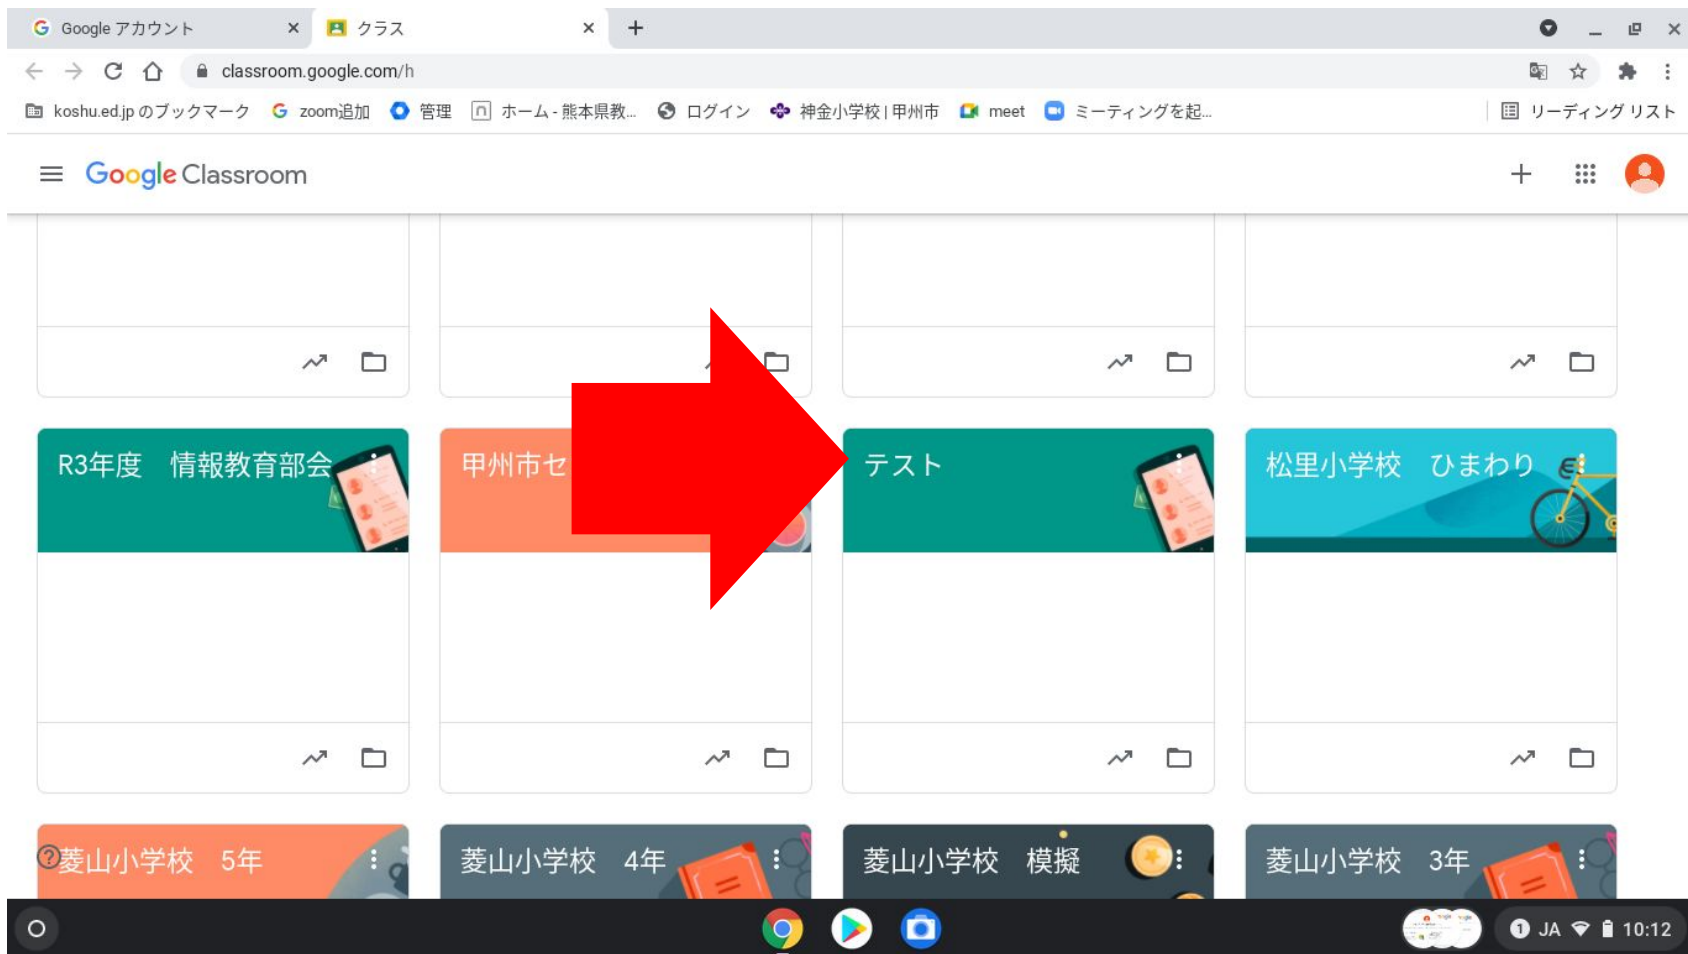 Google アカウント
クラス
classroom.google.com/h
koshu.ed.jp のブックマーク
zoom追加
管理
ホーム - 熊本県教...
ログイン
神金小学校 | 甲州市
meet
ミーティングを起...
リーディング リスト
Google Classroom
R3年度　情報教育部会
甲州市セ
テスト
松里小学校　ひまわり
菱山小学校　5年
菱山小学校　4年
菱山小学校　模擬
菱山小学校　3年
1 JA 10:12